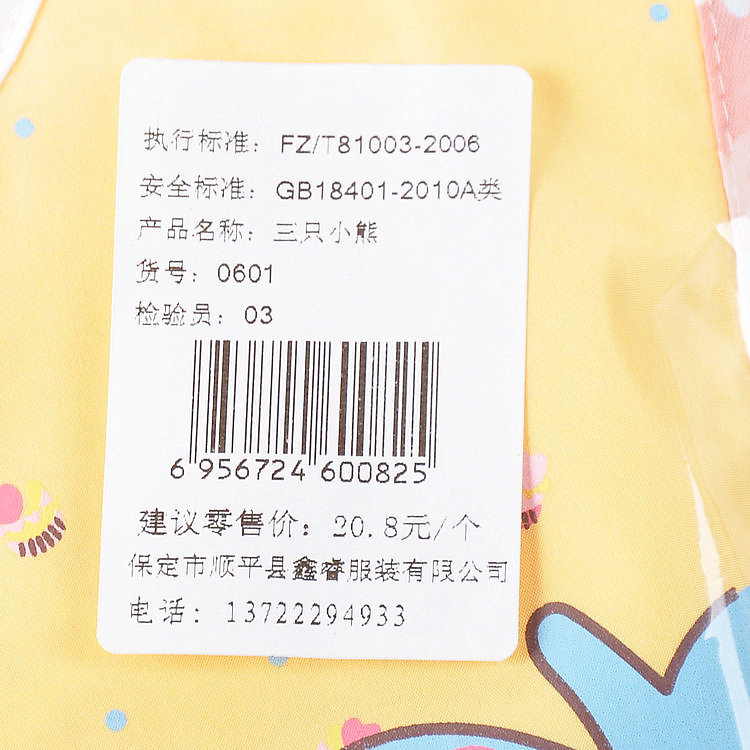 执行标准：FZ/T81003-2006
安全标准：GB18401-2010A类
产品名称：三只小熊
货号：0601
检验员：03
6 956724 600825
建议零售价：20.8元/个
保定市顺平县鑫睿服装有限公司
电话：13722294933